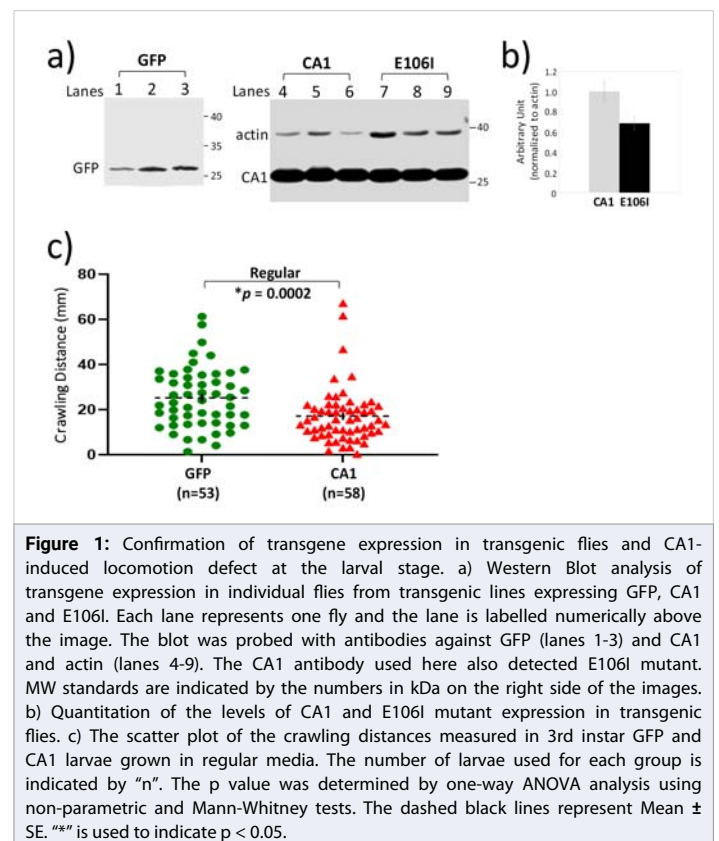 a)
GFP
Lanes 1 2 3
40
35
GFP
25
CA1
E106I
Lanes 4 5 6 7 8 9
actin
40
CA1
25
b)
Arbitrary Unit
(normalized to actin)
1.2
1.0
0.8
0.6
0.4
0.2
0
CA1 E106I
c)
Crawling Distance (mm)
80
60
40
20
0
Regular
*p = 0.0002
GFP
(n=53)
CA1
(n=58)
Figure 1: Confirmation of transgene expression in transgenic flies and CA1-
induced locomotion defect at the larval stage. a) Western Blot analysis of
transgene expression in individual flies from transgenic lines expressing GFP, CA1
and E106I. Each lane represents one fly and the lane is labelled numerically above
the image. The blot was probed with antibodies against GFP (lanes 1-3) and CA1
and actin (lanes 4-9). The CA1 antibody used here also detected E106I mutant.
MW standards are indicated by the numbers in kDa on the right side of the images.
b) Quantitation of the levels of CA1 and E106I mutant expression in transgenic
flies. c) The scatter plot of the crawling distances measured in 3rd instar GFP and
CA1 larvae grown in regular media. The number of larvae used for each group is
indicated by “n”. The p value was determined by one-way ANOVA analysis using
non-parametric and Mann-Whitney tests. The dashed black lines represent Mean ±
SE. “*” is used to indicate p < 0.05.